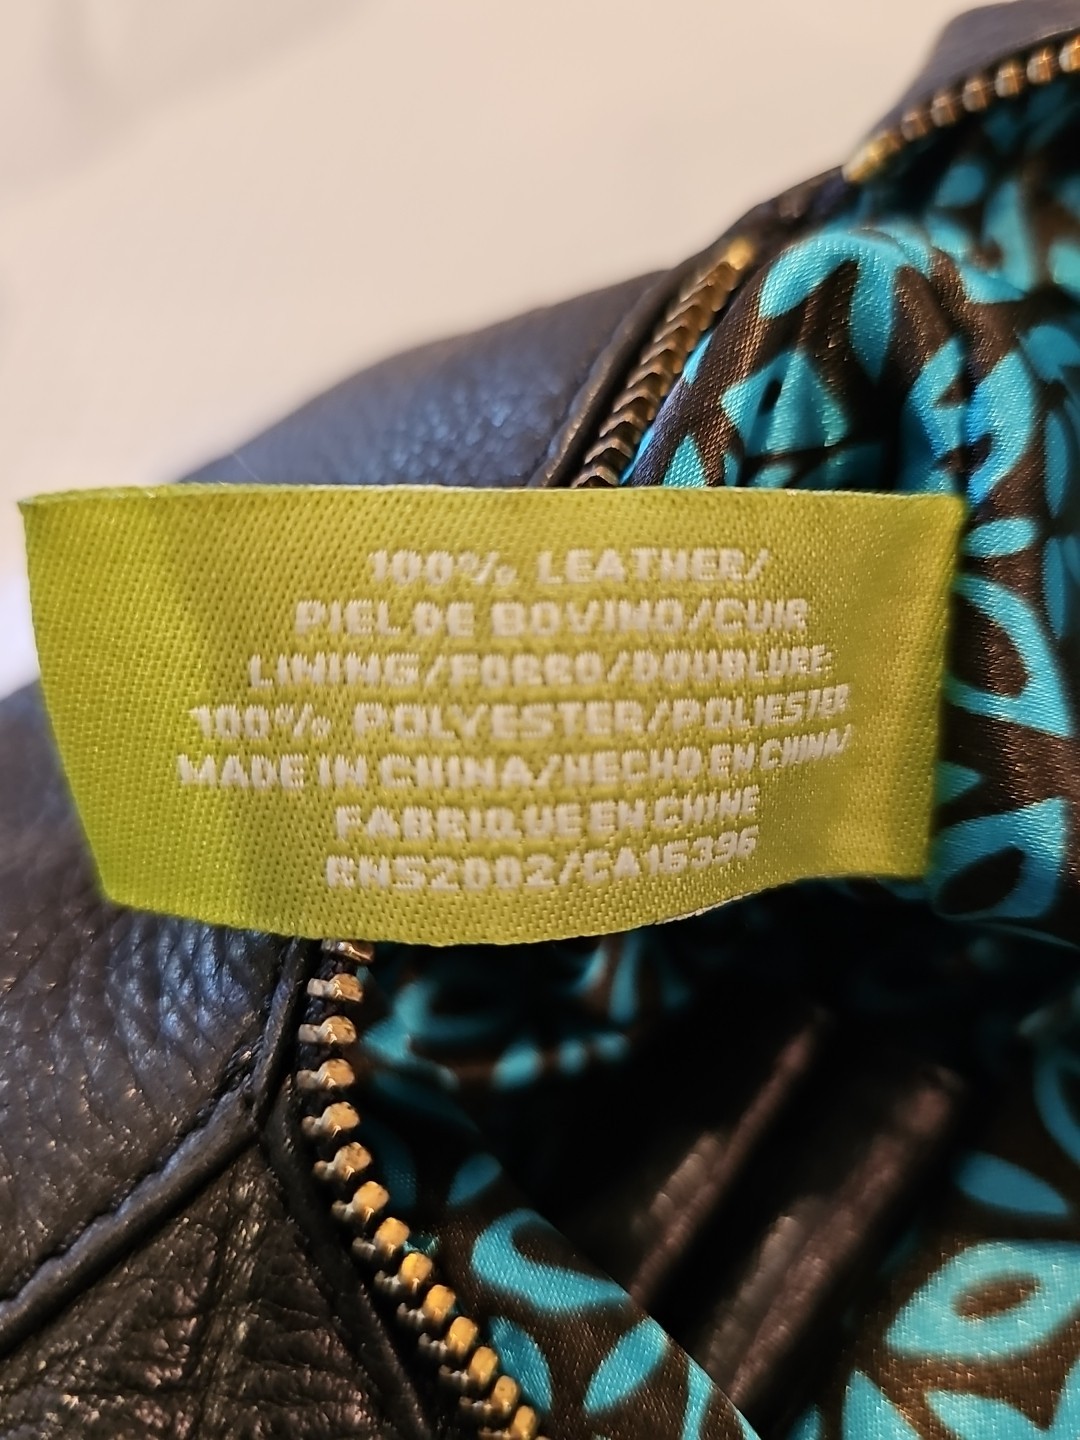 100% LEATHER/
PIEL DE BOVINO/CUIR
LINING/FORRO/DOUBLURE
100% POLYESTER/POLIESTER
MADE IN CHINA/HECHO EN CHINA/
FABRIQUE EN CHINE
RN52002/CA15396